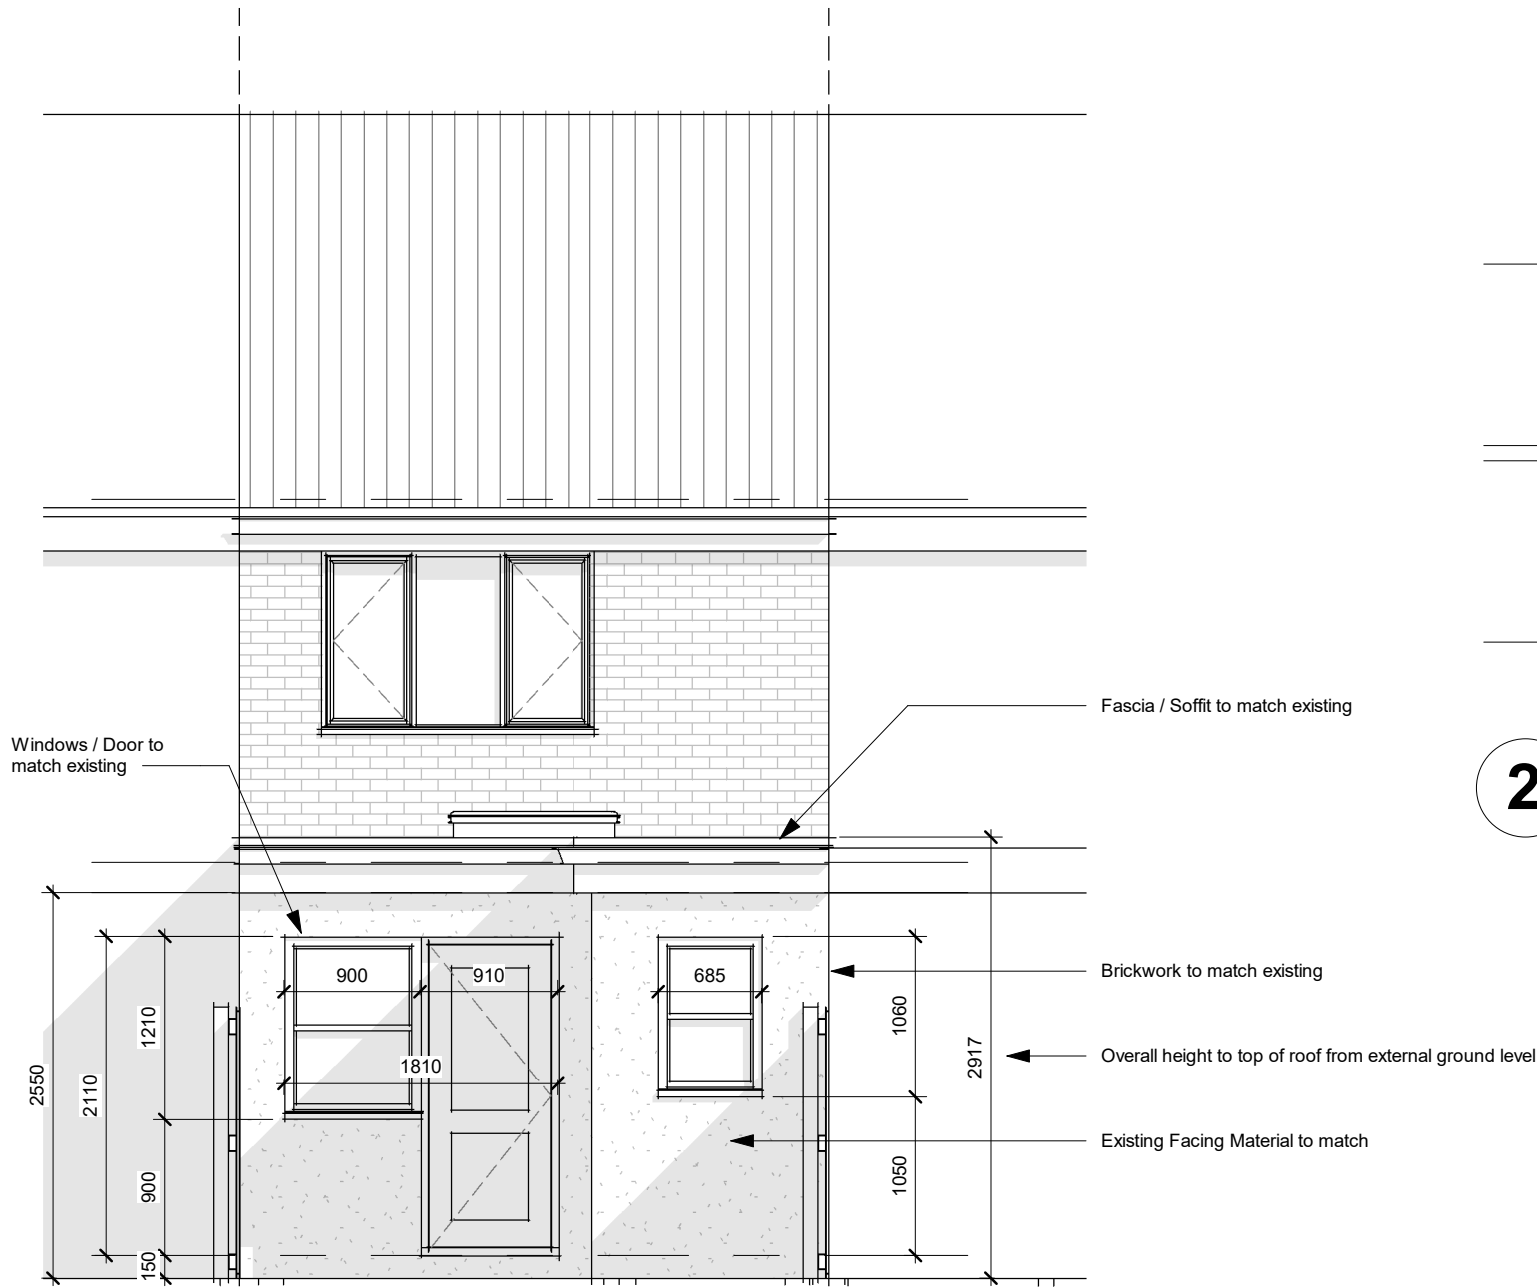 Fascia / Soffit to match existing
Windows / Door to
match existing
2
900
910
685
Brickwork to match existing
1210
1060
2550
2110
1810
2917
Overall height to top of roof from external ground level
Existing Facing Material to match
900
1050
150